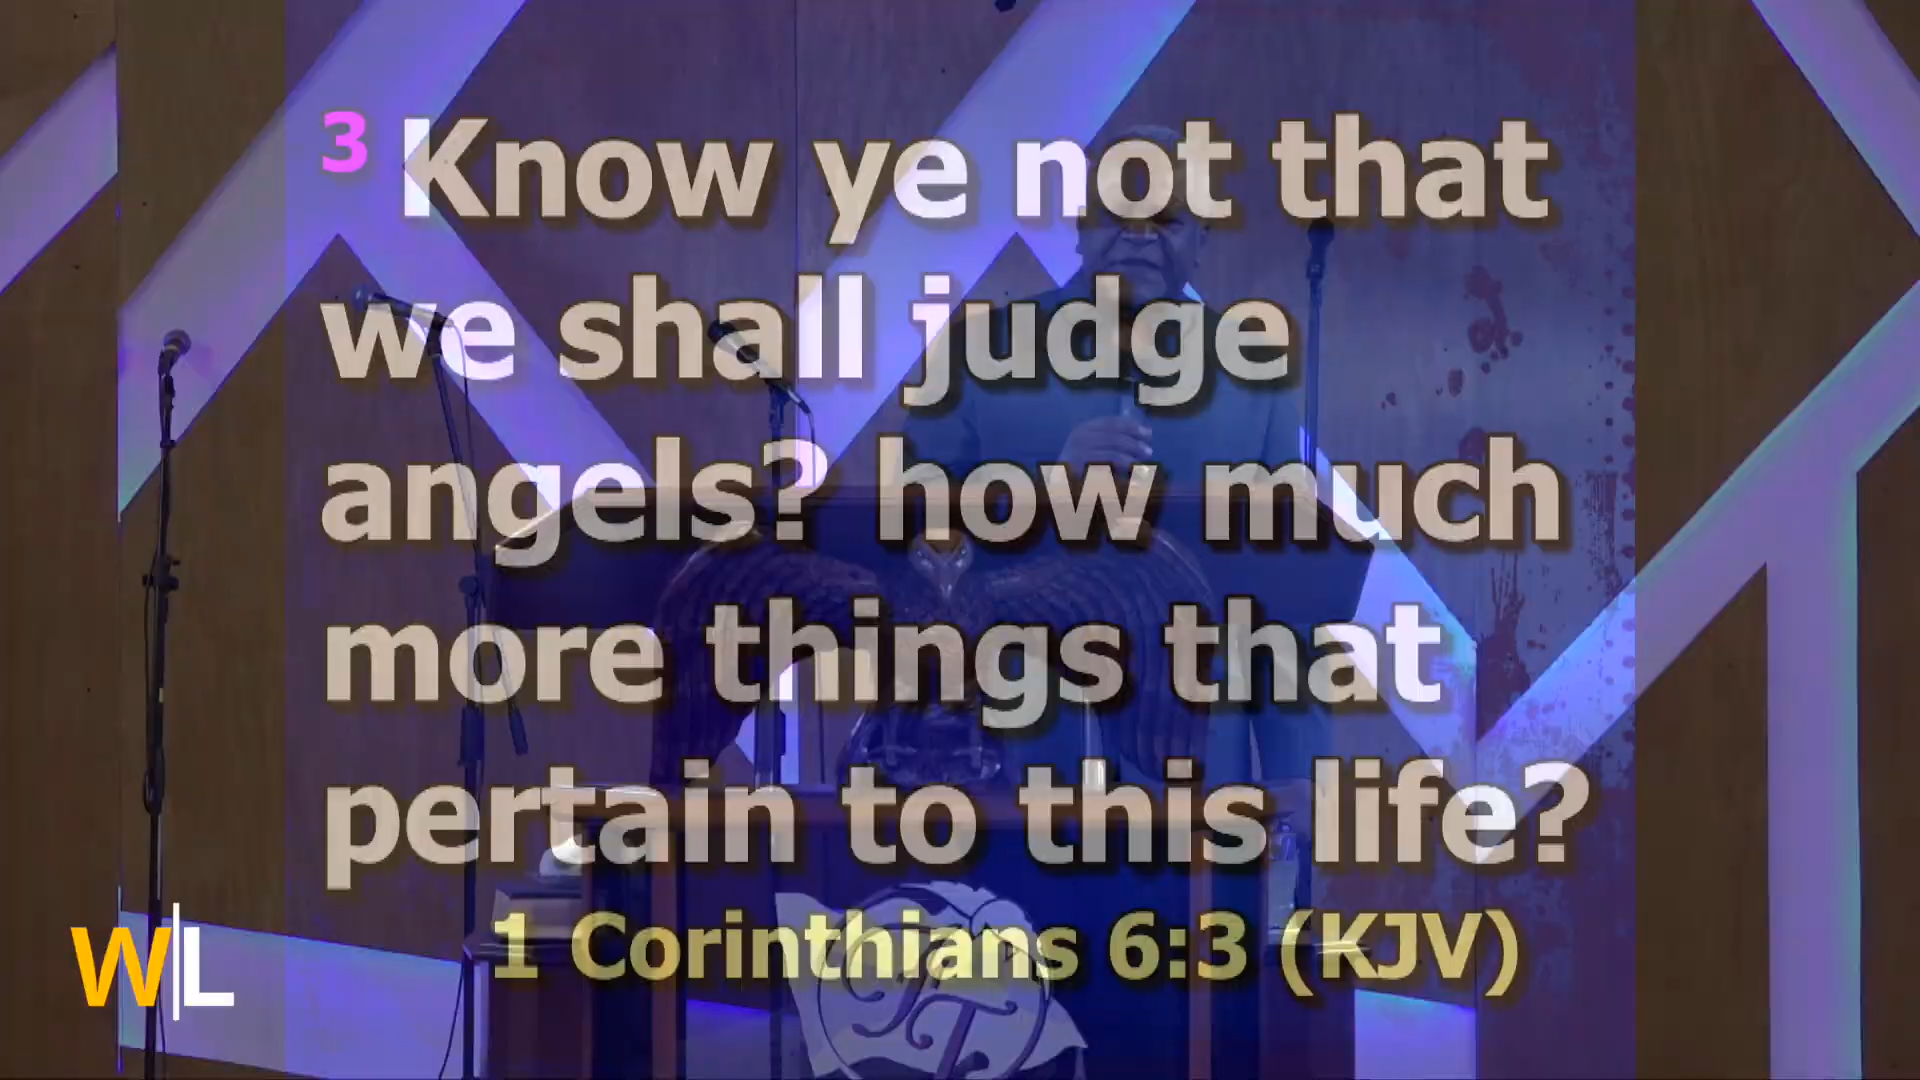 3 Know ye not that
we shall judge
angels? how much
more things that
pertain to this life?
1 Corinthians 6:3 (KJV)
W|L
JT